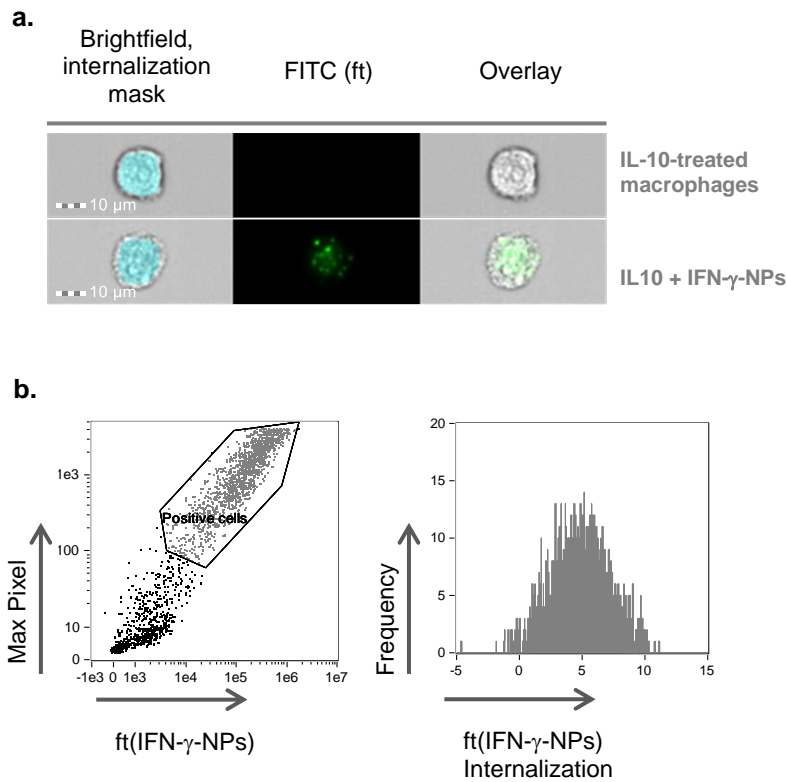 a.
Brightfield,
internalization
mask
FITC (ft)
Overlay
10 µm
IL-10-treated
macrophages
10 µm
IL10 + IFN-γ-NPs
b.
Max Pixel
1e3
100
10
0
Positive cells
-1e3 0 1e3 1e4 1e5 1e6 1e7
ft(IFN-γ-NPs)
Frequency
20
15
10
5
0
-5 0 5 10 15
ft(IFN-γ-NPs)
Internalization